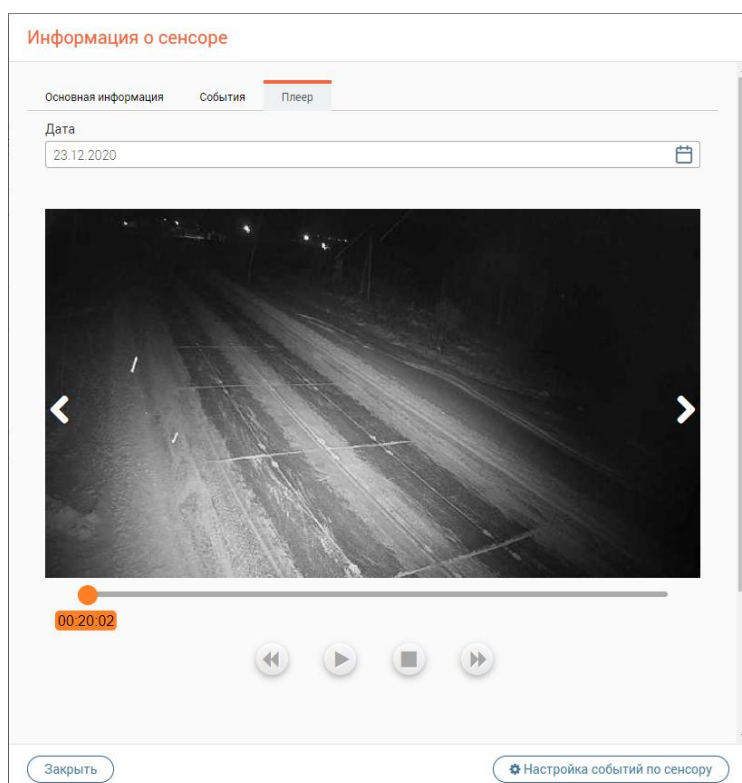 Информация о сенсоре
Основная информация События Плеер
Дата
23.12.2020
00:20:02
Закрыть Настройка событий по сенсору